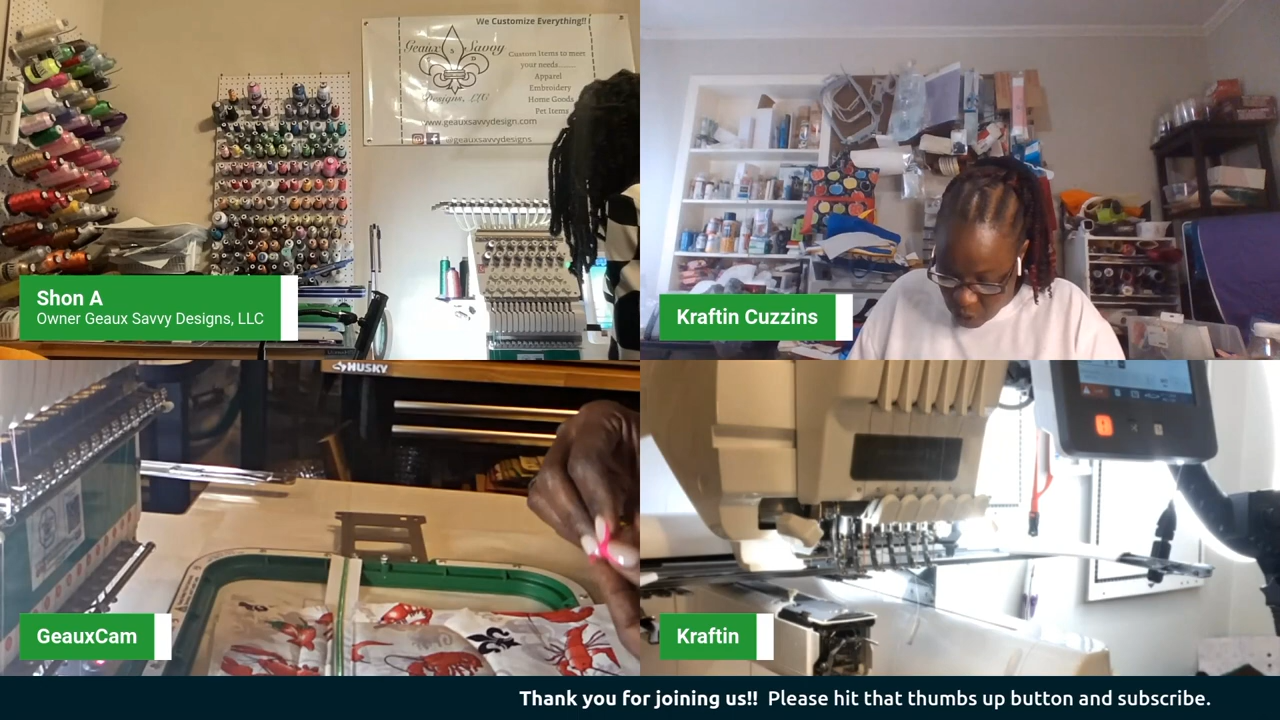 We Customize Everything!!
Geaux Savvy
S
Designs, LLC
Custom Items to meet
your needs.........
Apparel
Embroidery
Home Goods
Pet Items
www.geauxsavvydesign.com
@geauxsavvydesigns
Shon A
Owner Geaux Savvy Designs, LLC
Kraftin Cuzzins
HUSKY
GeauxCam
Kraftin
Thank you for joining us!! Please hit that thumbs up button and subscribe.